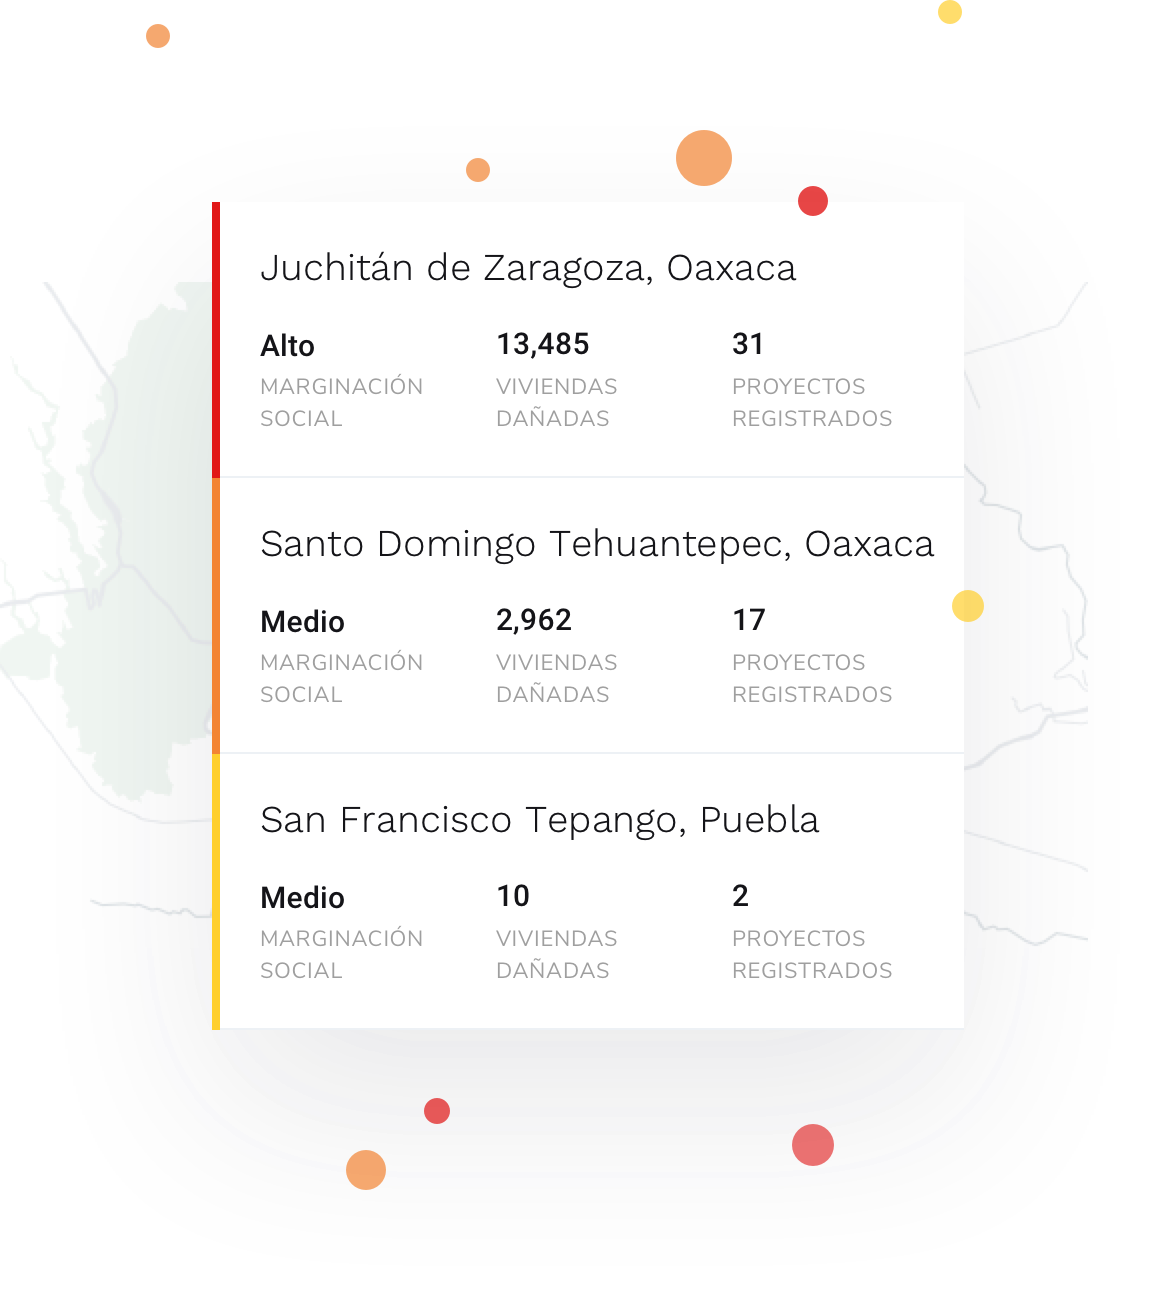 Juchitán de Zaragoza, Oaxaca
Alto 13,485 31
MARGINACIÓN VIVIENDAS PROYECTOS
SOCIAL DAÑADAS REGISTRADOS
Santo Domingo Tehuantepec, Oaxaca
Medio 2,962 17
MARGINACIÓN VIVIENDAS PROYECTOS
SOCIAL DAÑADAS REGISTRADOS
San Francisco Tepango, Puebla
Medio 10 2
MARGINACIÓN VIVIENDAS PROYECTOS
SOCIAL DAÑADAS REGISTRADOS